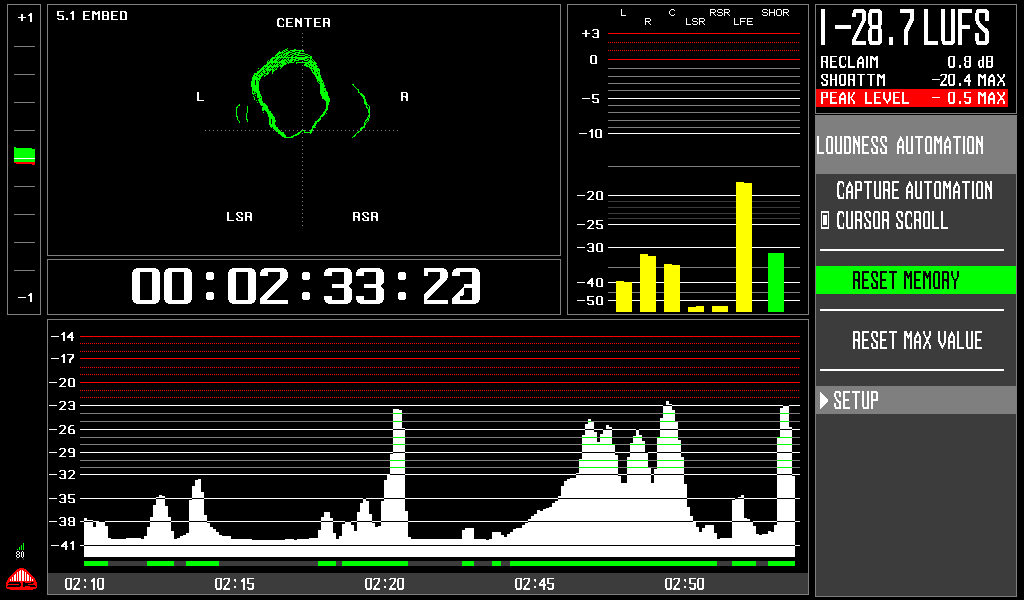 +1
-1
5.1 EMBED
CENTER
L
R
LSR
RSR
00:02:33:23
L R C LSR RSR LFE SHOR
+3
0
-5
-10
-20
-25
-30
-40
-50
I -28.7 LUFS
RECLAIM 0.8 dB
SHORTTM -20.4 MAX
PEAK LEVEL - 0.5 MAX
LOUDNESS AUTOMATION
CAPTURE AUTOMATION
CURSOR SCROLL
RESET MEMORY
RESET MAX VALUE
SETUP
-14
-17
-20
-23
-26
-29
-32
-35
-38
-41
80
02:10 02:15 02:20 02:45 02:50